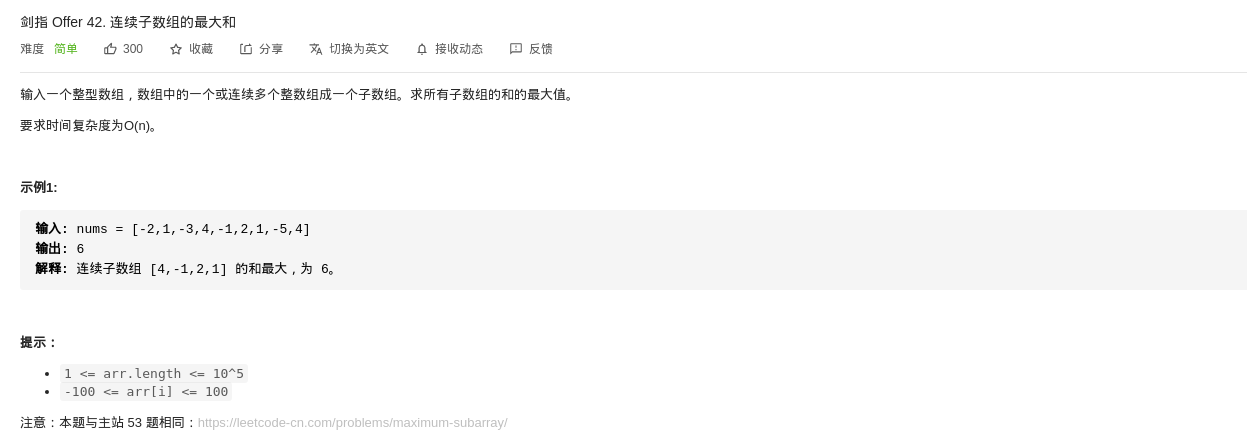 剑指 Offer 42. 连续子数组的最大和
难度 简单 300 收藏 分享 切换为英文 接收动态 反馈
输入一个整型数组，数组中的一个或连续多个整数组成一个子数组。求所有子数组的和的最大值。
要求时间复杂度为O(n)。
示例1:
输入: nums = [-2,1,-3,4,-1,2,1,-5,4]
输出: 6
解释: 连续子数组 [4,-1,2,1] 的和最大，为 6。
提示：
1 <= arr.length <= 10^5
-100 <= arr[i] <= 100
注意：本题与主站 53 题相同：https://leetcode-cn.com/problems/maximum-subarray/